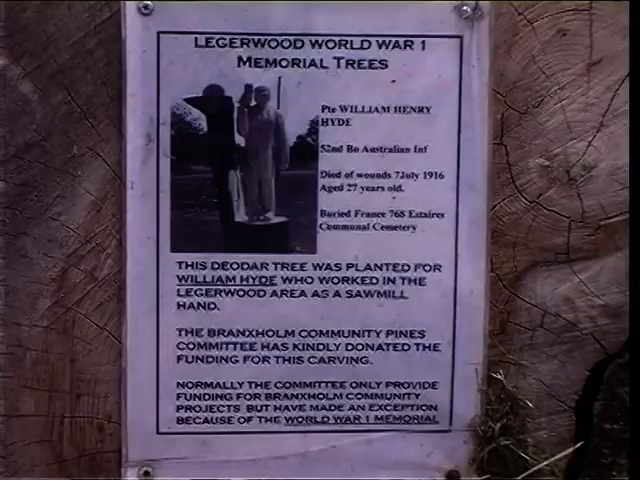 LEGERWOOD WORLD WAR 1
MEMORIAL TREES
Pte WILLIAM HENRY
HYDE
52nd Bn Australian Inf
Died of wounds 7July 1916
Aged 27 years old.
Buried France 768 Estaires
Communal Cemetery
THIS DEODAR TREE WAS PLANTED FOR
WILLIAM HYDE WHO WORKED IN THE
LEGERWOOD AREA AS A SAWMILL
HAND.
THE BRANXHOLM COMMUNITY PINES
COMMITTEE HAS KINDLY DONATED THE
FUNDING FOR THIS CARVING.
NORMALLY THE COMMITTEE ONLY PROVIDE
FUNDING FOR BRANXHOLM COMMUNITY
PROJECTS BUT HAVE MADE AN EXCEPTION
BECAUSE OF THE WORLD WAR 1 MEMORIAL